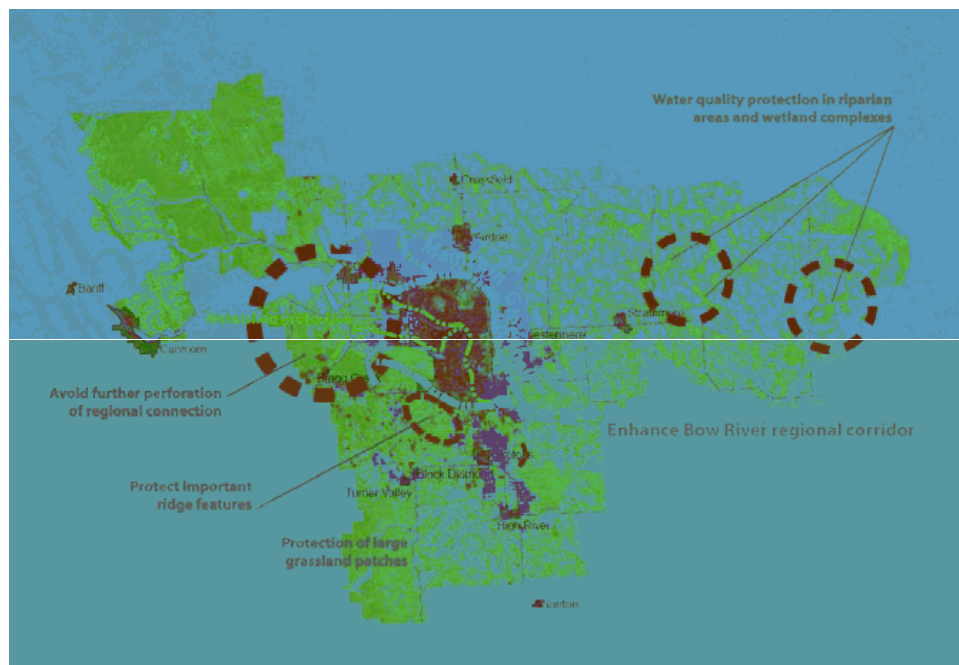 Water quality protection in riparian
areas and wetland complexes
Crossfield
Airdrie
Banff
Strathmore
Canmore
Avoid further perforation
of regional connection
Enhance Bow River regional corridor
Black Diamond
Protect important
ridge features
Turner Valley
High River
Protection of large
grassland patches
Nanton